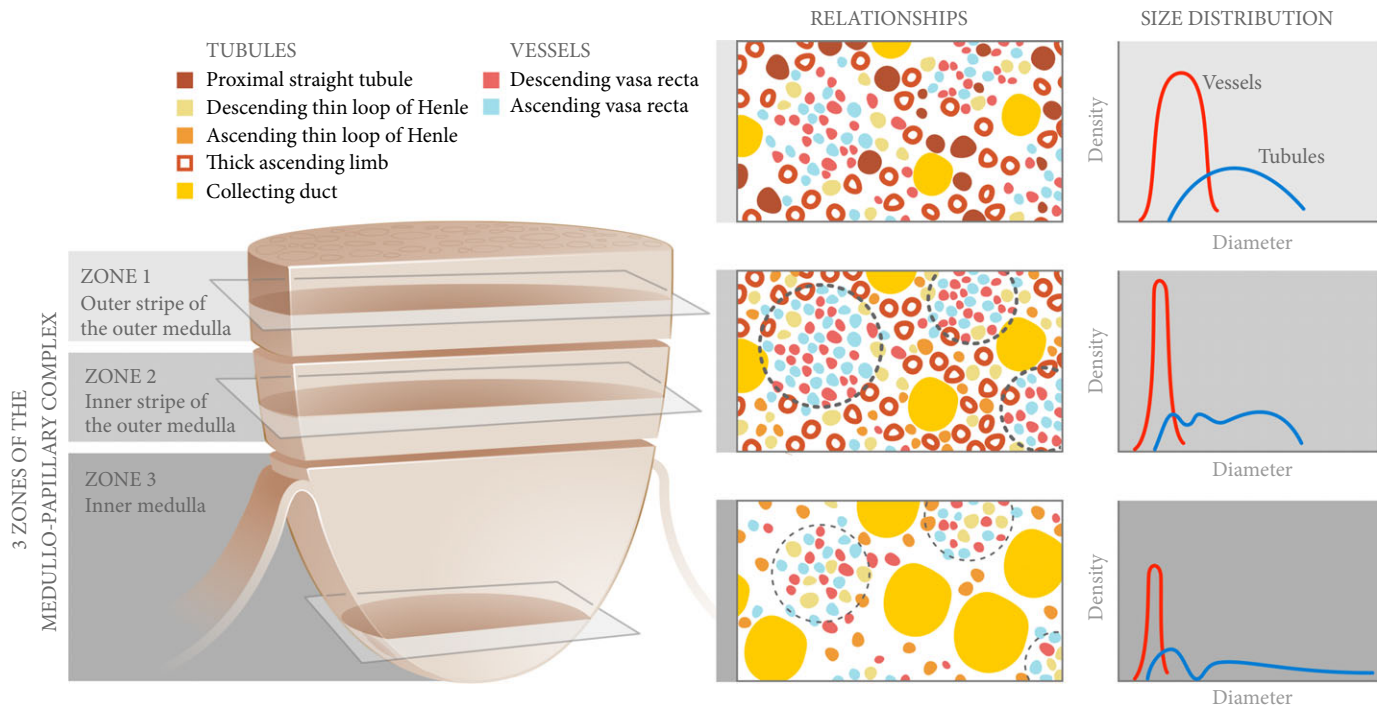 RELATIONSHIPS
SIZE DISTRIBUTION
TUBULES
Proximal straight tubule
Descending thin loop of Henle
Ascending thin loop of Henle
Thick ascending limb
Collecting duct
VESSELS
Descending vasa recta
Ascending vasa recta
Density
Vessels
Tubules
Diameter
3 ZONES OF THE
MEDULLO-PAPILLARY COMPLEX
ZONE 1
Outer stripe of
the outer medulla
ZONE 2
Inner stripe of
the outer medulla
Density
Diameter
ZONE 3
Inner medulla
Density
Diameter